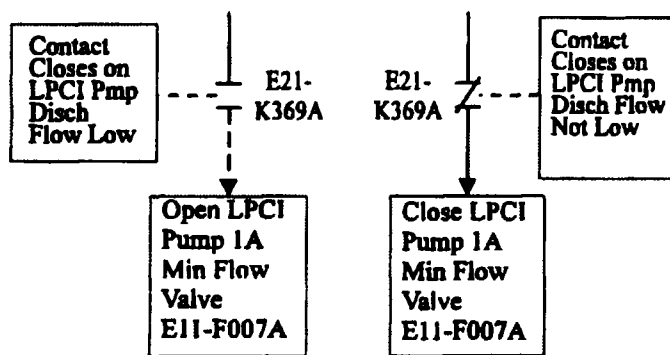 Contact
Closes on
LPCI Pmp
Disch
Flow Low
E21-
K369A
E21-
K369A
Contact
Closes on
LPCI Pmp
Disch Flow
Not Low
Open LPCI
Pump 1A
Min Flow
Valve
E11-F007A
Close LPCI
Pump 1A
Min Flow
Valve
E11-F007A